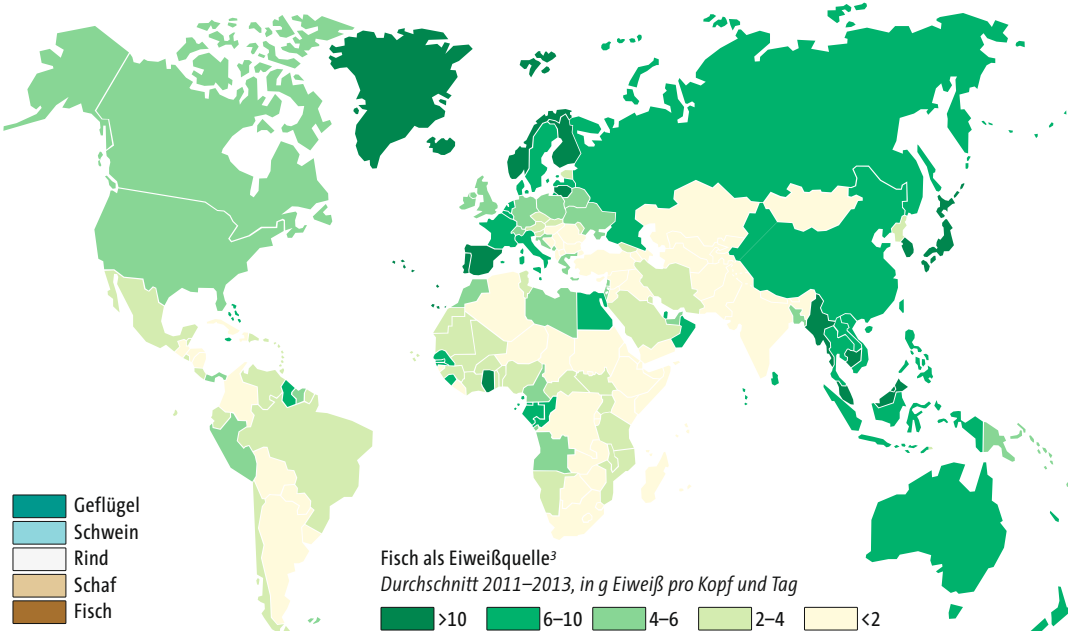 Geflügel
Schwein
Rind
Schaf
Fisch
Fisch als Eiweißquelle³
Durchschnitt 2011–2013, in g Eiweiß pro Kopf und Tag
>10 6–10 4–6 2–4 <2